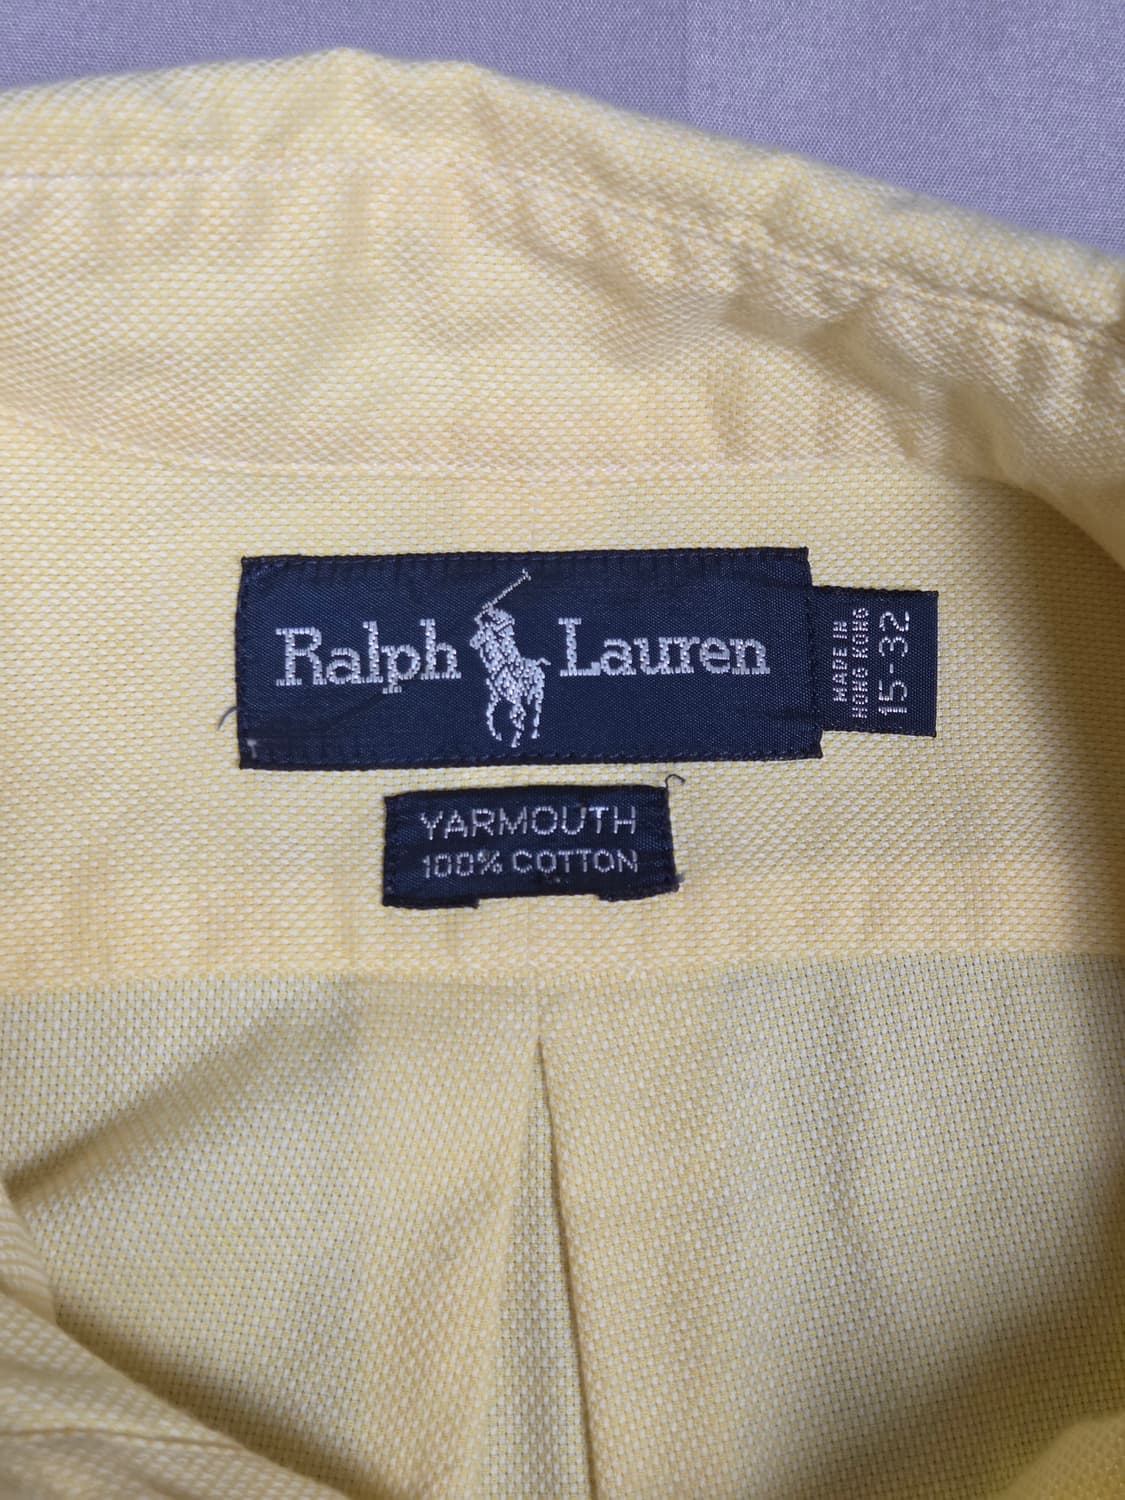 Ralph Lauren
MADE IN
HONG KONG
15-32
YARMOUTH
100% COTTON